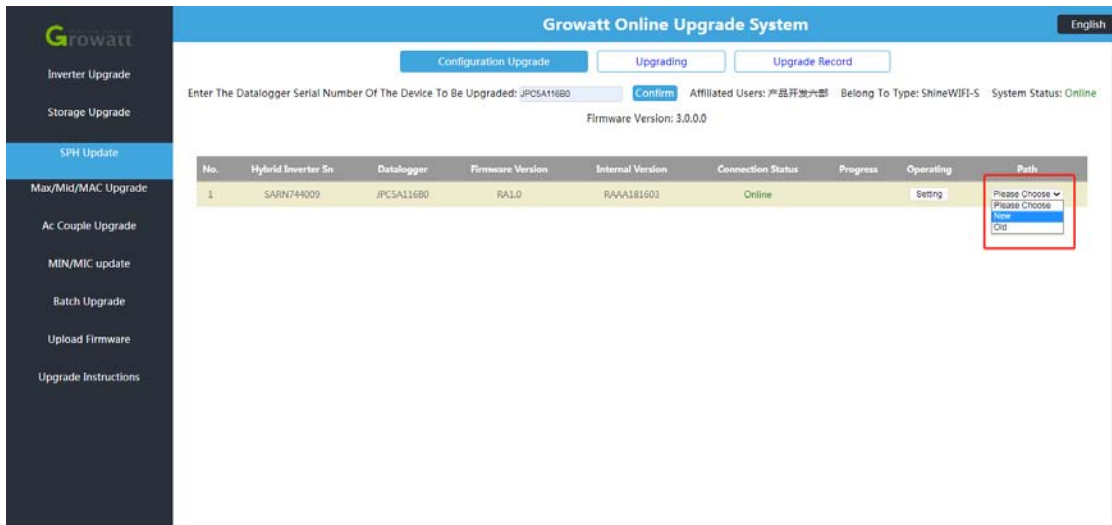 Growatt
Growatt Online Upgrade System
English
Inverter Upgrade
Storage Upgrade
SPH Update
Max/Mid/MAC Upgrade
Ac Couple Upgrade
MIN/MIC update
Batch Upgrade
Upload Firmware
Upgrade Instructions
Configuration Upgrade
Upgrading
Upgrade Record
Enter The Datalogger Serial Number Of The Device To Be Upgraded: JPC5A116B0 Confirm Affiliated Users: 产品开发六部 Belong To Type: ShineWIFI-S System Status: Online
Firmware Version: 3.0.0.0
No. Hybrid Inverter Sn Datalogger Firmware Version Internal Version Connection Status Progress Operating Path
1 SARN744009 JPC5A116B0 RA1.0 RAAA181603 Online Setting Please Choose
Please Choose
New
Old